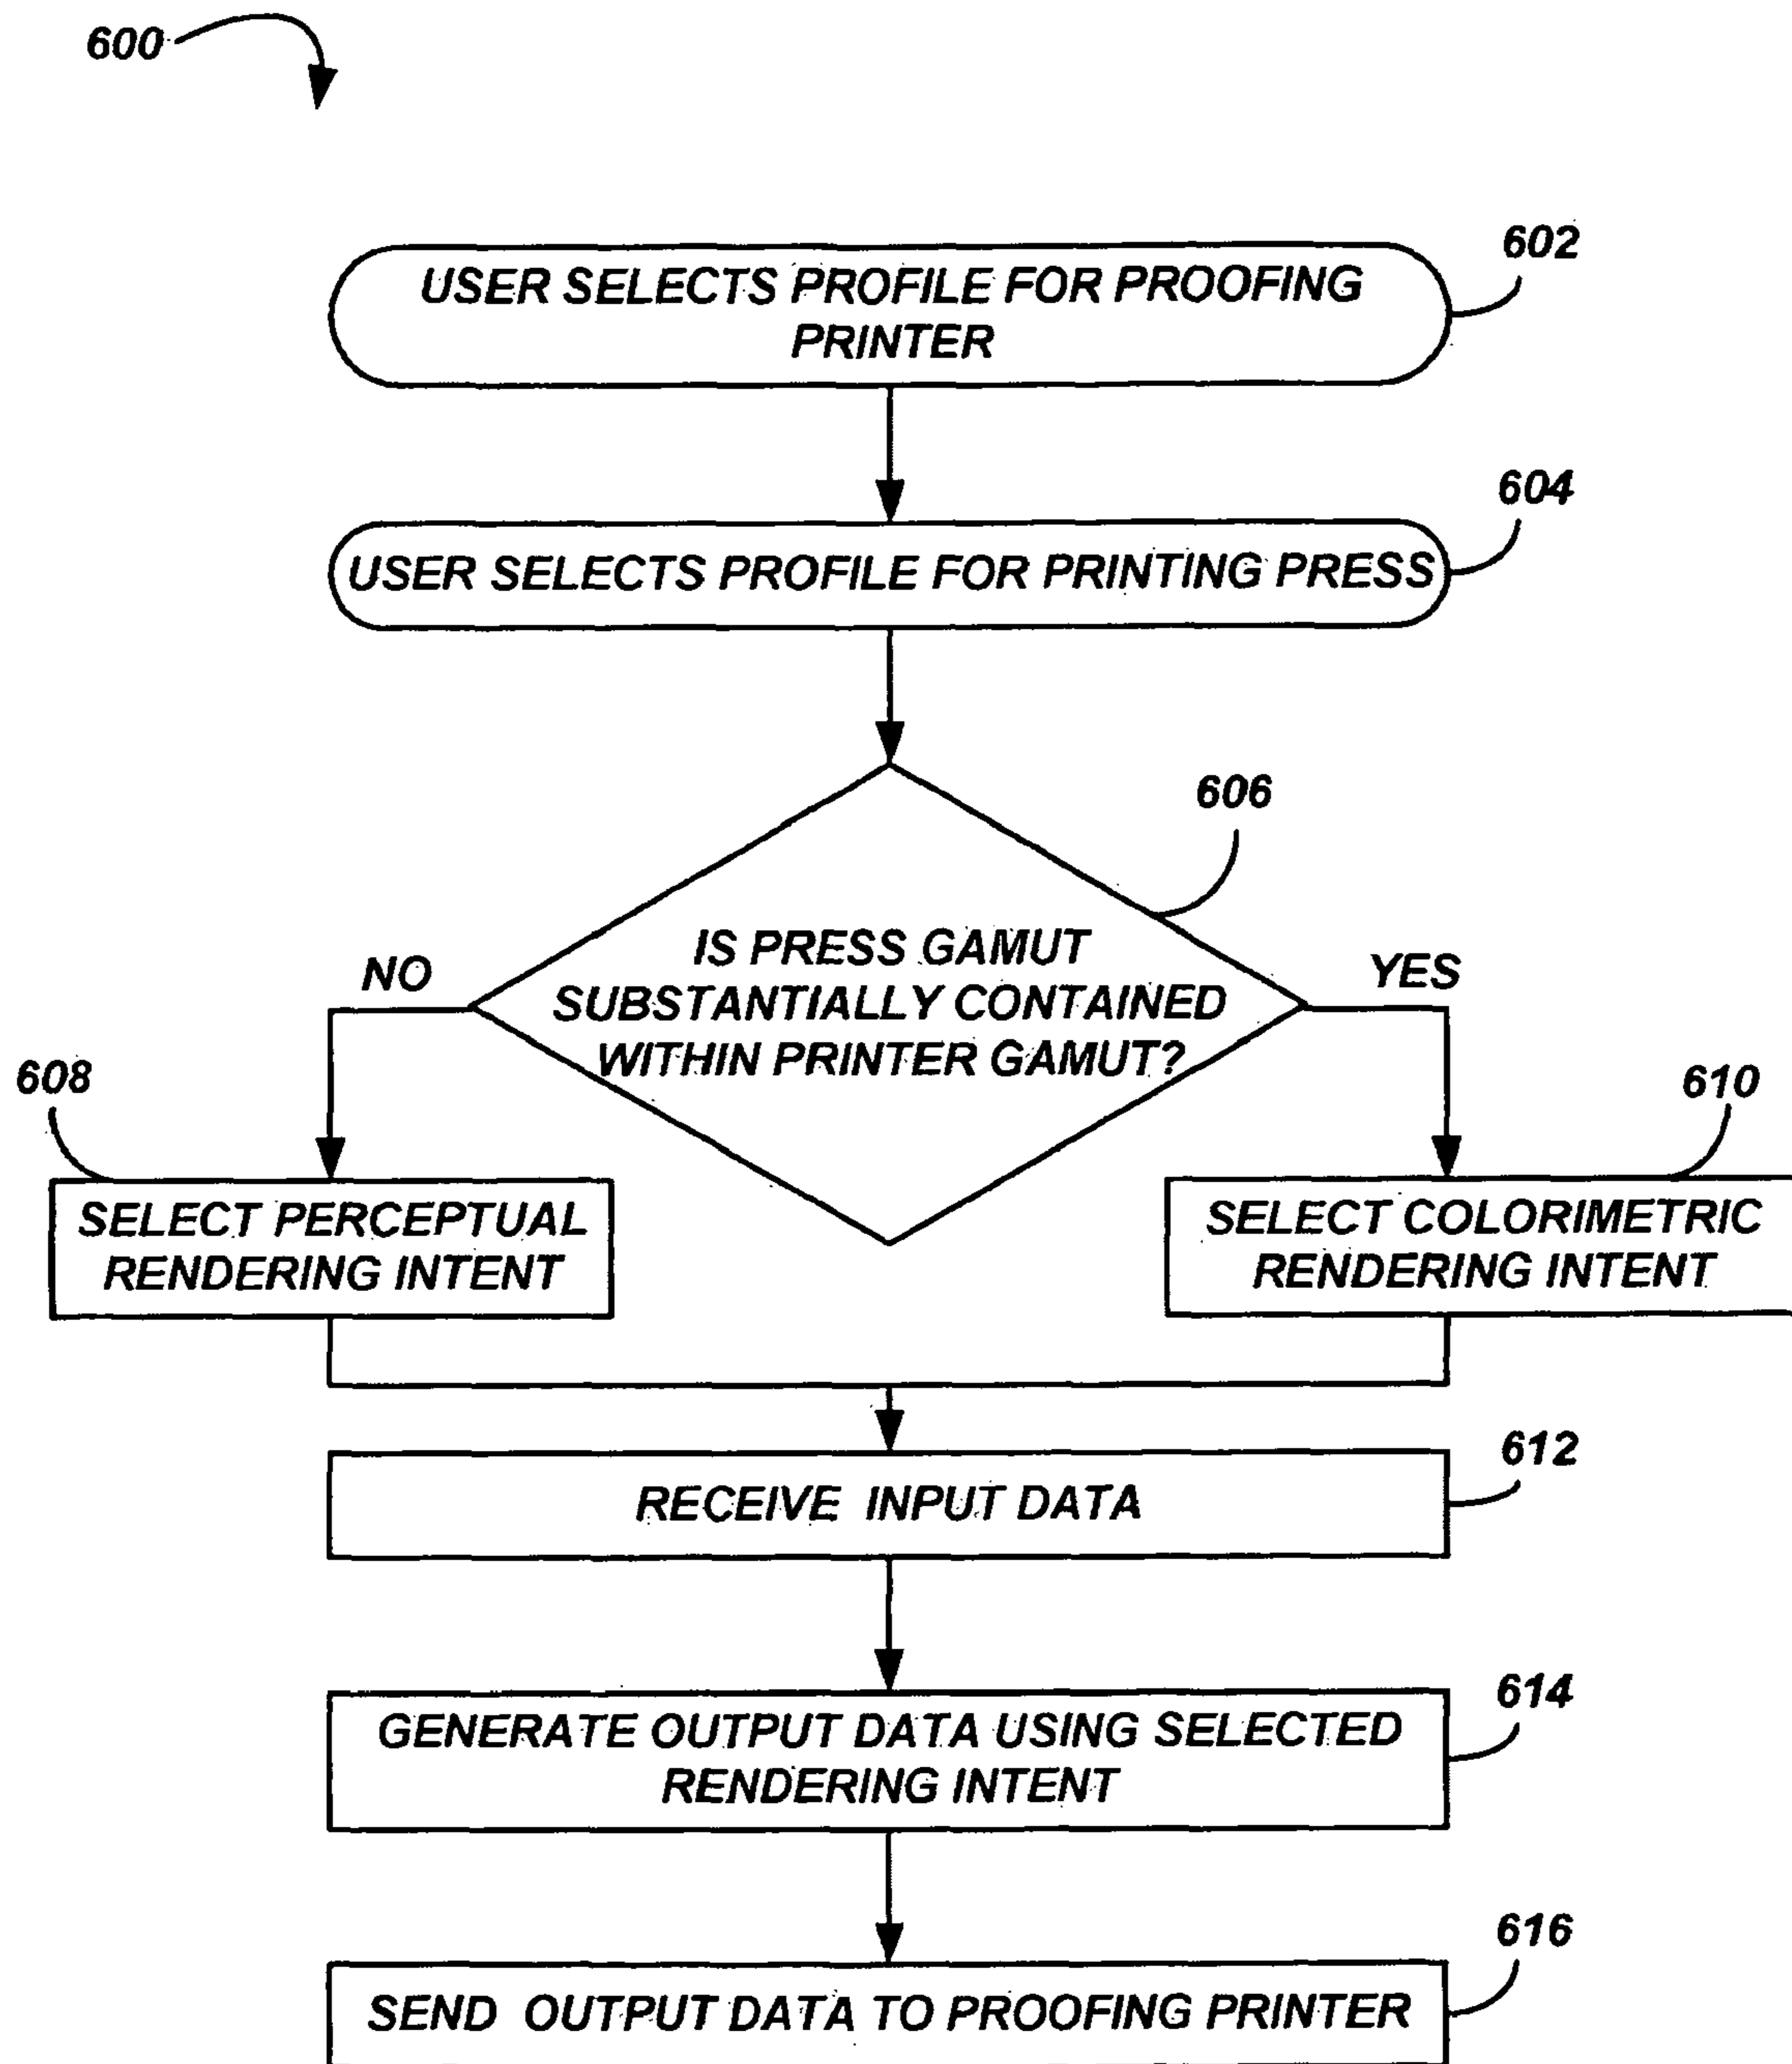 600
602
USER SELECTS PROFILE FOR PROOFING
PRINTER
604
USER SELECTS PROFILE FOR PRINTING PRESS
606
IS PRESS GAMUT
SUBSTANTIALLY CONTAINED
WITHIN PRINTER GAMUT?
NO
YES
608
610
SELECT PERCEPTUAL
RENDERING INTENT
SELECT COLORIMETRIC
RENDERING INTENT
612
RECEIVE INPUT DATA
614
GENERATE OUTPUT DATA USING SELECTED
RENDERING INTENT
616
SEND OUTPUT DATA TO PROOFING PRINTER